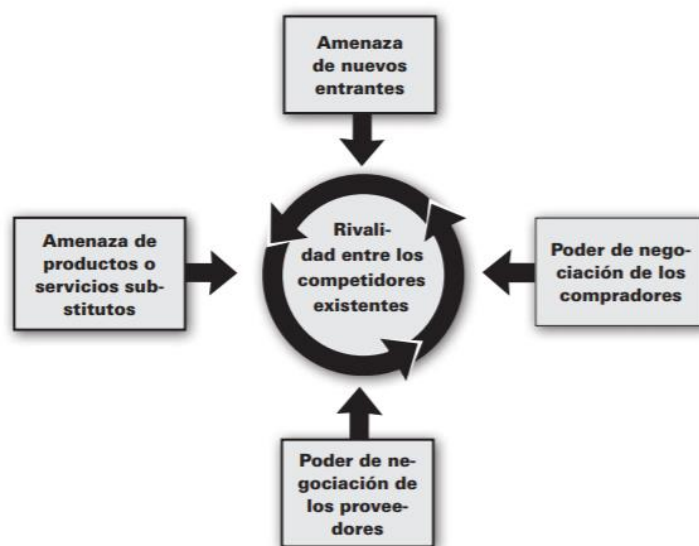 Amenaza
de nuevos
entrantes
Amenaza de
productos o
servicios sub-
stitutos
Rivali-
dad entre los
competidores
existentes
Poder de nego-
ciación de los
compradores
Poder de ne-
gociación de
los provee-
dores